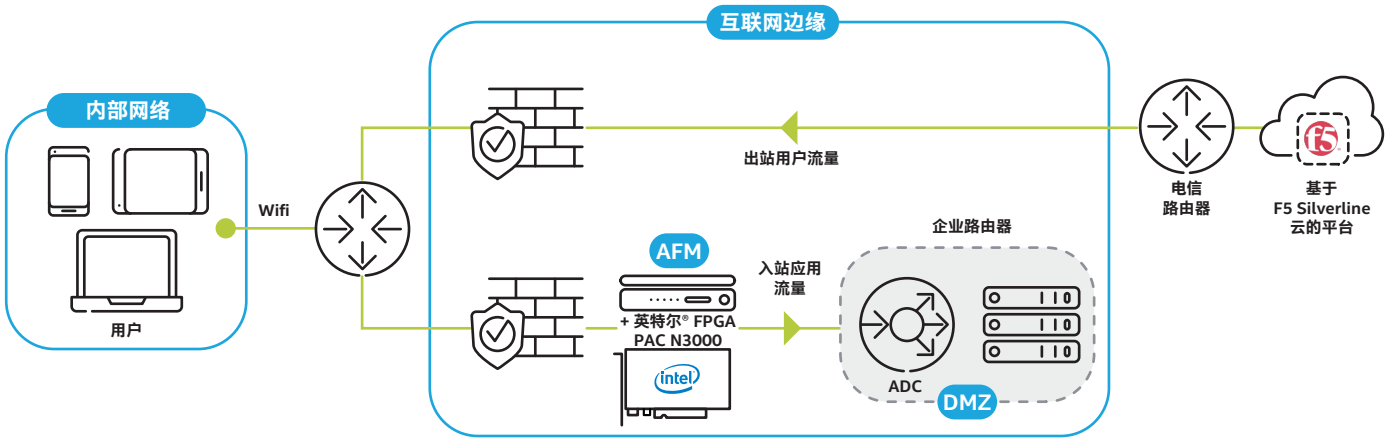 互联网边缘
内部网络
用户
Wifi
出站用户流量
电信
路由器
f5
基于
F5 Silverline
云的平台
AFM
+ 英特尔® FPGA
PAC N3000
intel
入站应用
流量
企业路由器
ADC
DMZ